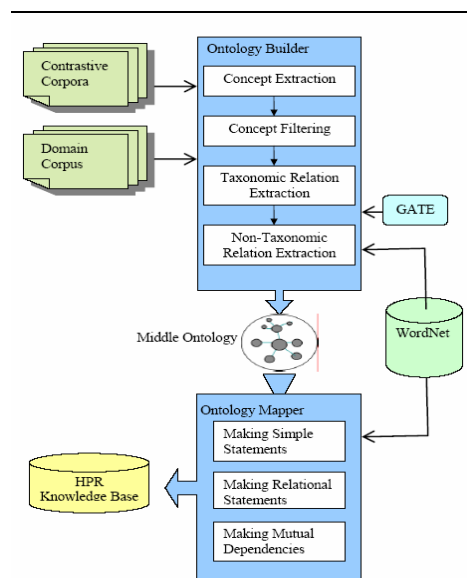 Ontology Builder
Contrastive
Corpora
Concept Extraction
Concept Filtering
Domain
Corpus
Taxonomic Relation
Extraction
GATE
Non-Taxonomic
Relation Extraction
Middle Ontology
WordNet
Ontology Mapper
Making Simple
Statements
HPR
Knowledge Base
Making Relational
Statements
Making Mutual
Dependencies